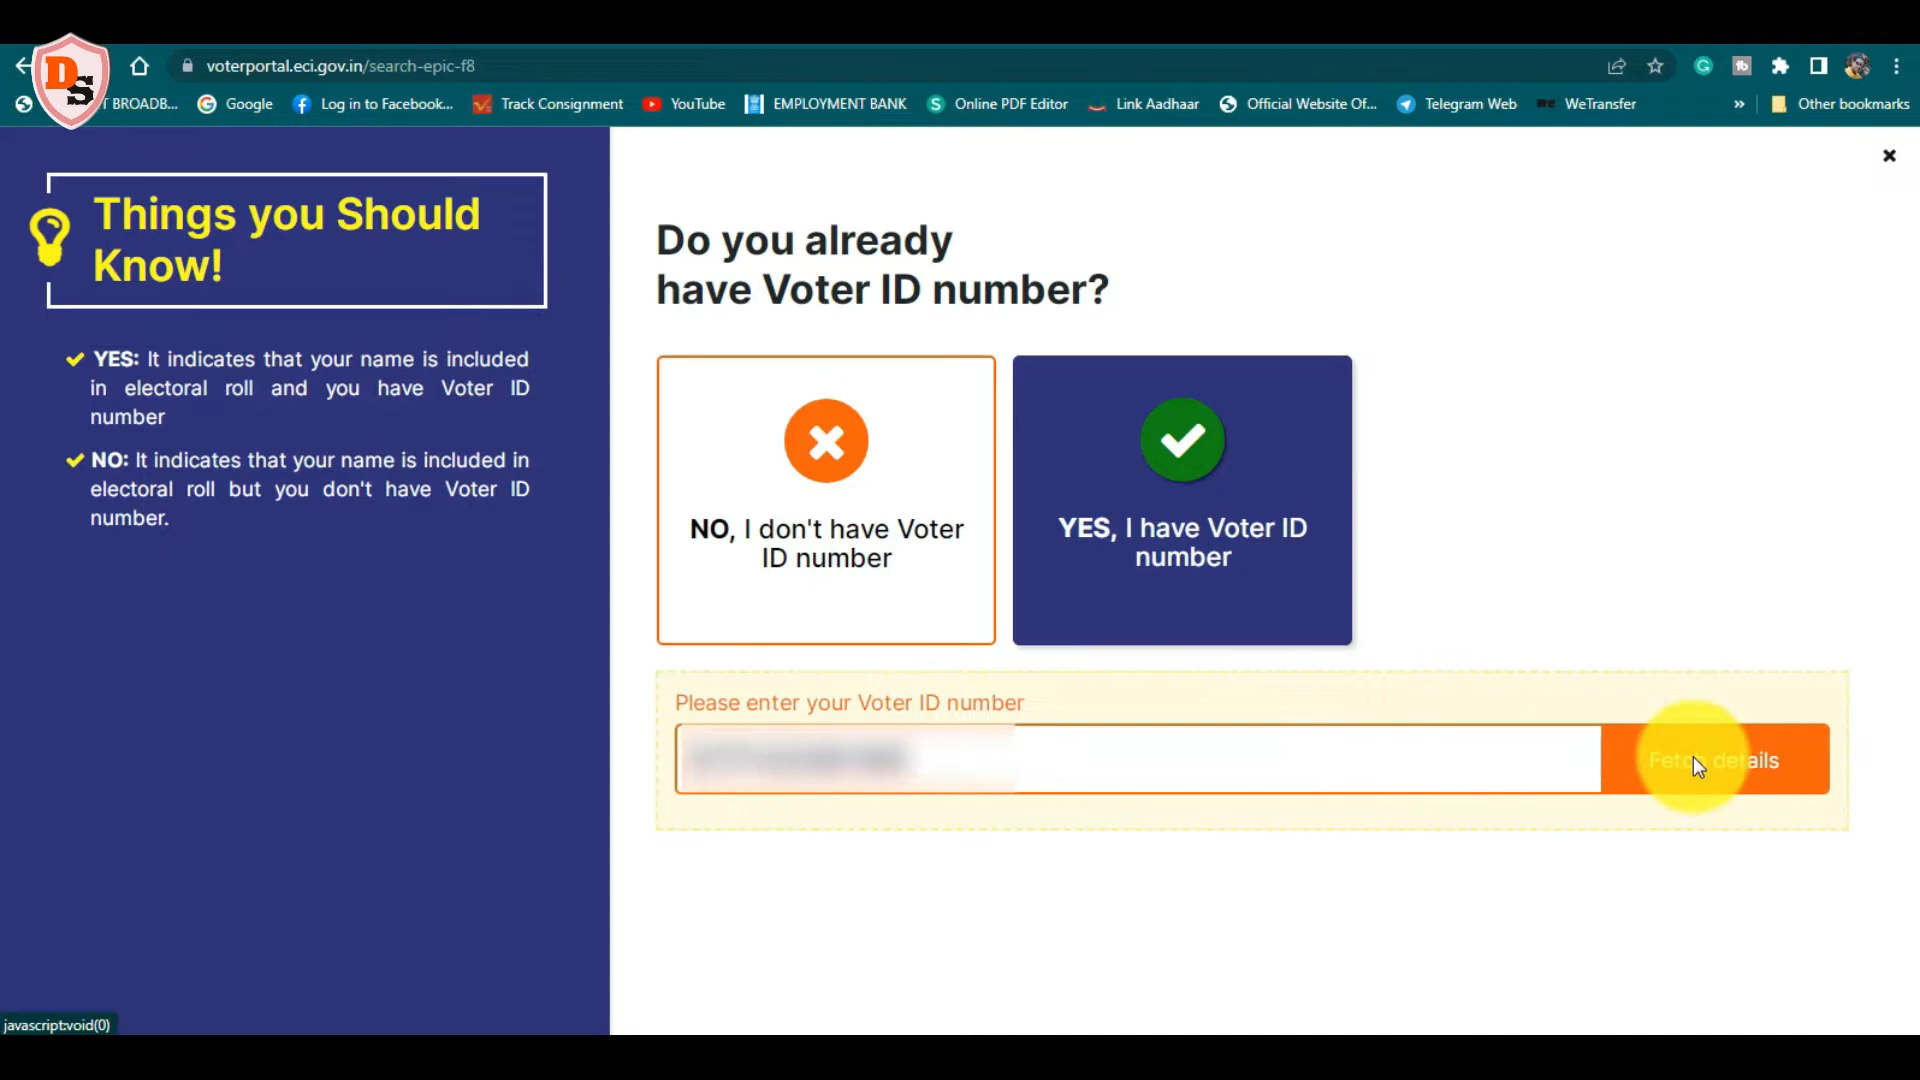 DS
voterportal.eci.gov.in/search-epic-f8
T BROADB...
Google
Log in to Facebook...
Track Consignment
YouTube
EMPLOYMENT BANK
Online PDF Editor
Link Aadhaar
Official Website Of...
Telegram Web
WeTransfer
»
Other bookmarks
Things you Should
Know!
YES: It indicates that your name is included
in electoral roll and you have Voter ID
number
NO: It indicates that your name is included in
electoral roll but you don't have Voter ID
number.
Do you already
have Voter ID number?
NO, I don't have Voter
ID number
YES, I have Voter ID
number
Please enter your Voter ID number
Fetch details
javascript:void(0)